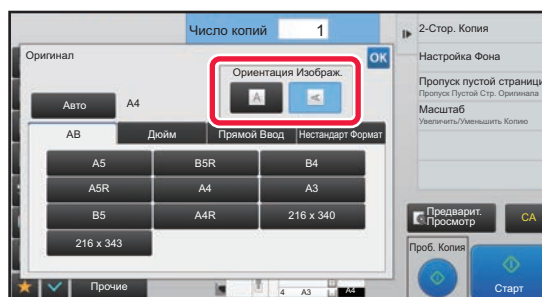 Число копий 1
2-Стор. Копия
Оригинал
OK
Настройка Фона
Ориентация Изображ.
Пропуск пустой страници
Пропуск Пустой Стр. Оригинала
Авто A4
A A
Масштаб
Увеличить/Уменьшить Копию
AB Дюйм Прямой Ввод Нестандарт Формат
A5 B5R B4
A5R A4 A3
B5 A4R 216 x 340
Предварит.
Просмотр
CA
216 x 343
Проб. Копия
Прочие
4 A3 A4
Старт